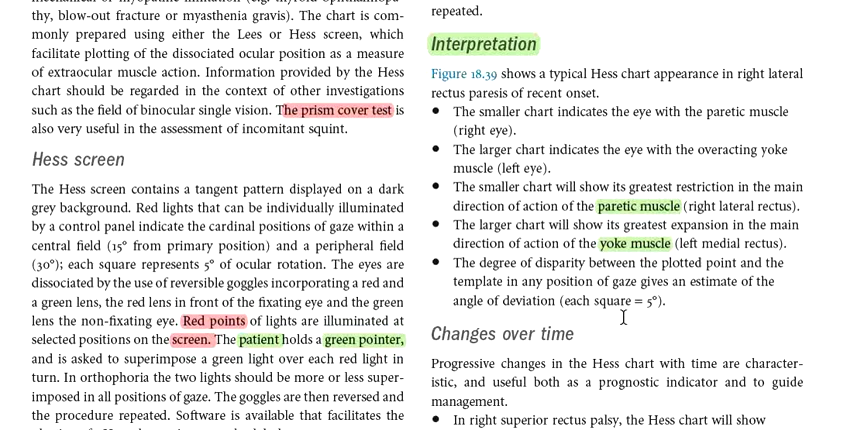 thy, blow-out fracture or myasthenia gravis). The chart is com-
monly prepared using either the Lees or Hess screen, which
facilitate plotting of the dissociated ocular position as a measure
of extraocular muscle action. Information provided by the Hess
chart should be regarded in the context of other investigations
such as the field of binocular single vision. The prism cover test is
also very useful in the assessment of incomitant squint.
Hess screen
The Hess screen contains a tangent pattern displayed on a dark
grey background. Red lights that can be individually illuminated
by a control panel indicate the cardinal positions of gaze within a
central field (15° from primary position) and a peripheral field
(30°); each square represents 5° of ocular rotation. The eyes are
dissociated by the use of reversible goggles incorporating a red and
a green lens, the red lens in front of the fixating eye and the green
lens the non-fixating eye. Red points of lights are illuminated at
selected positions on the screen. The patient holds a green pointer,
and is asked to superimpose a green light over each red light in
turn. In orthophoria the two lights should be more or less super-
imposed in all positions of gaze. The goggles are then reversed and
the procedure repeated. Software is available that facilitates the
repeated.
Interpretation
Figure 18.39 shows a typical Hess chart appearance in right lateral
rectus paresis of recent onset.
● The smaller chart indicates the eye with the paretic muscle
(right eye).
● The larger chart indicates the eye with the overacting yoke
muscle (left eye).
● The smaller chart will show its greatest restriction in the main
direction of action of the paretic muscle (right lateral rectus).
● The larger chart will show its greatest expansion in the main
direction of action of the yoke muscle (left medial rectus).
● The degree of disparity between the plotted point and the
template in any position of gaze gives an estimate of the
angle of deviation (each square = 5°).
Changes over time
Progressive changes in the Hess chart with time are character-
istic, and useful both as a prognostic indicator and to guide
management.
● In right superior rectus palsy, the Hess chart will show